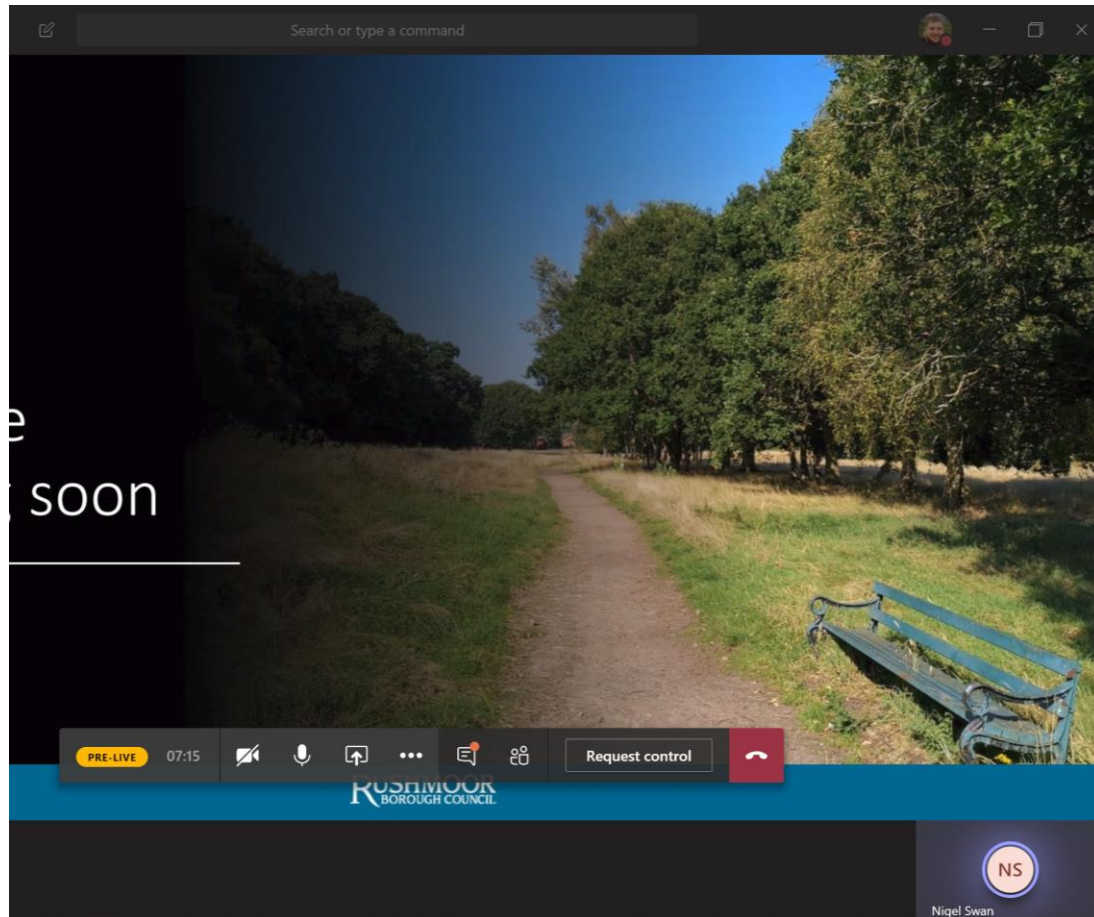 Search or type a command
e
g soon
PRE-LIVE 07:15 Request control
RUSHMOOR
BOROUGH COUNCIL
NS
Nigel Swan